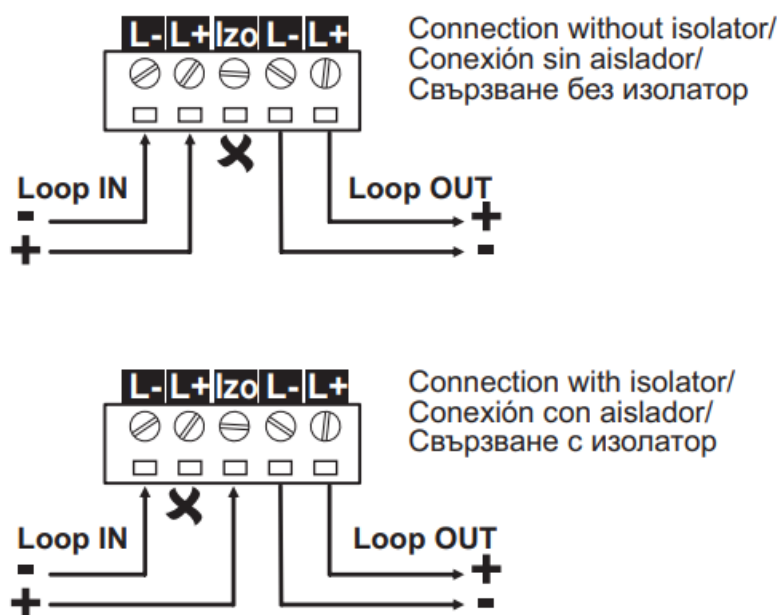 L- L+ Izo L- L+
Connection without isolator/
Conexión sin aislador/
Свързване без изолатор
Loop IN
Loop OUT
-
+
+
-
L- L+ Izo L- L+
Connection with isolator/
Conexión con aislador/
Свързване с изолатор
Loop IN
Loop OUT
-
+
+
-